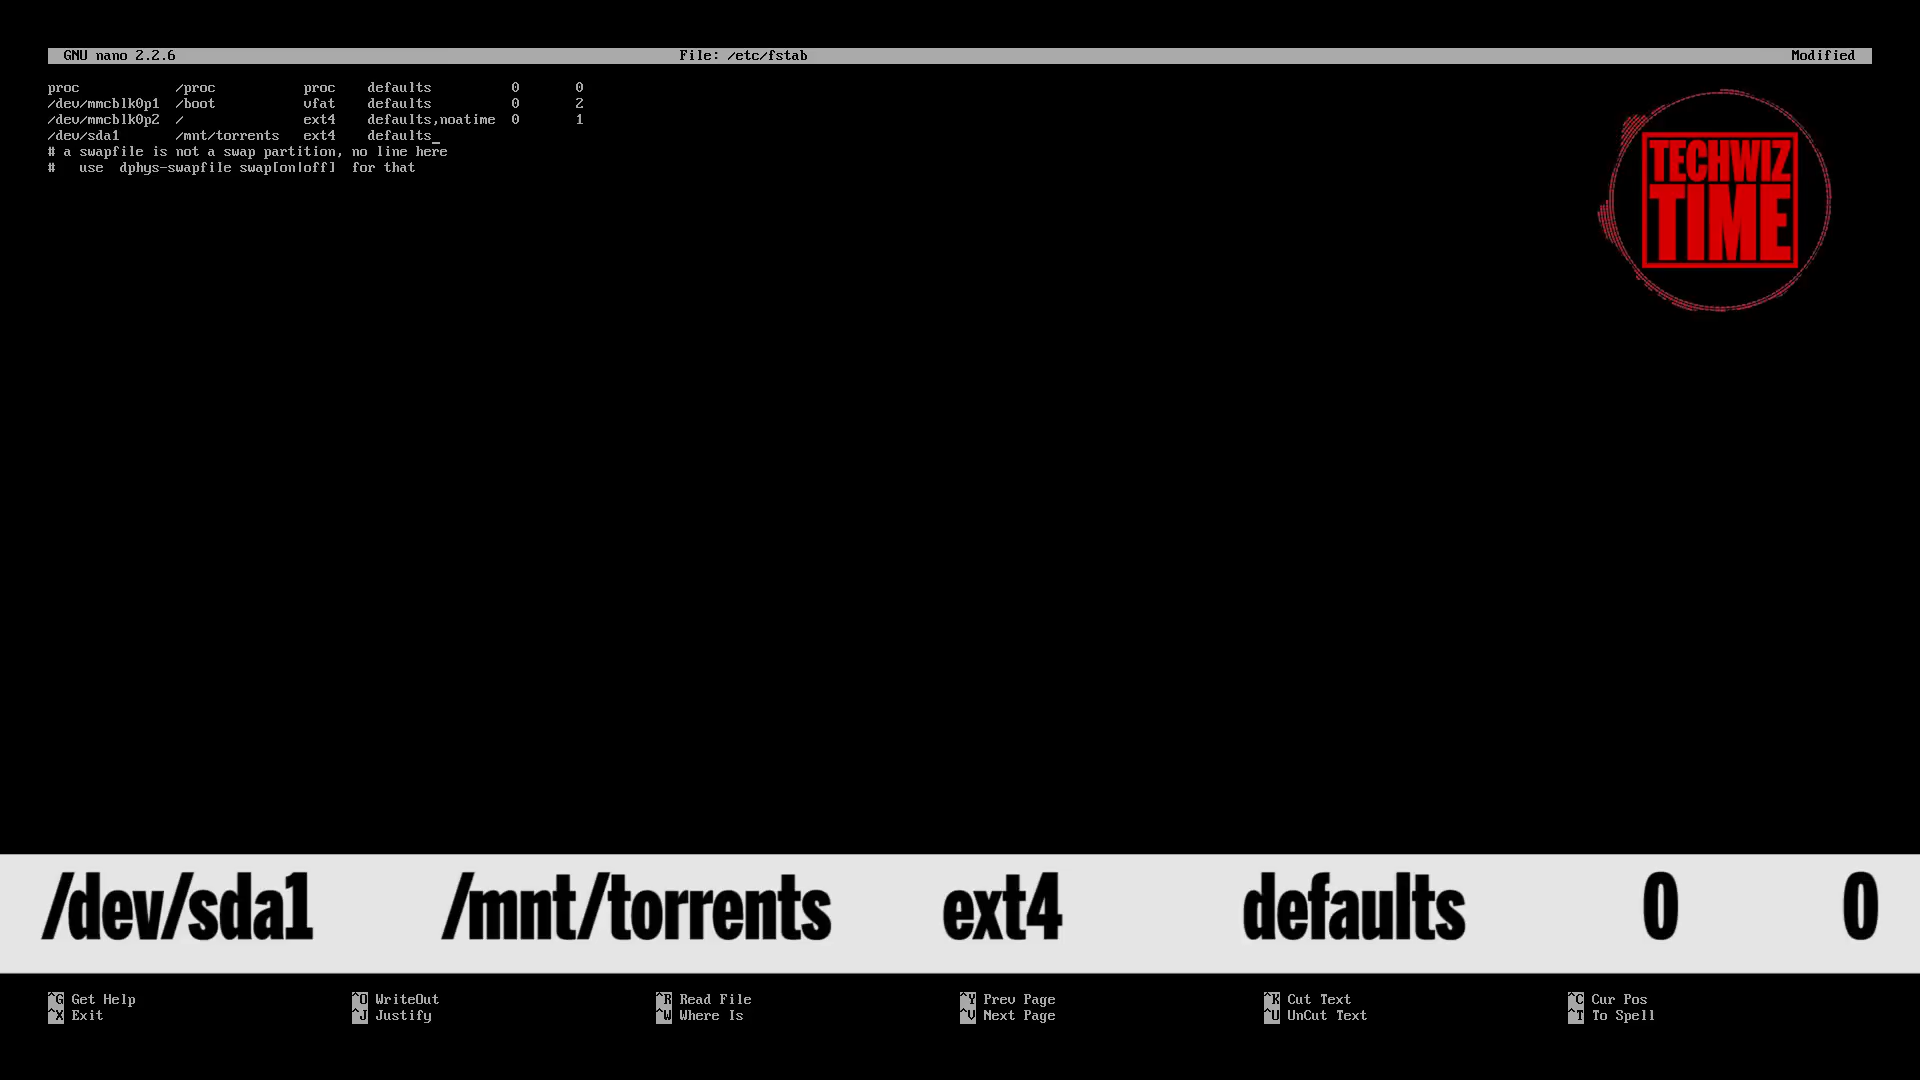 GNU nano 2.2.6 File: /etc/fstab Modified
proc /proc proc defaults 0 0
/dev/mmcblk0p1 /boot vfat defaults 0 2
/dev/mmcblk0p2 / ext4 defaults,noatime 0 1
/dev/sda1 /mnt/torrents ext4 defaults_
# a swapfile is not a swap partition, no line here
#   use  dphys-swapfile swap[on|off]  for that
TECHWIZ
TIME
/dev/sda1 /mnt/torrents ext4 defaults 0 0
^G Get Help ^O WriteOut ^R Read File ^Y Prev Page ^K Cut Text ^C Cur Pos
^X Exit ^J Justify ^W Where Is ^V Next Page ^U UnCut Text ^T To Spell